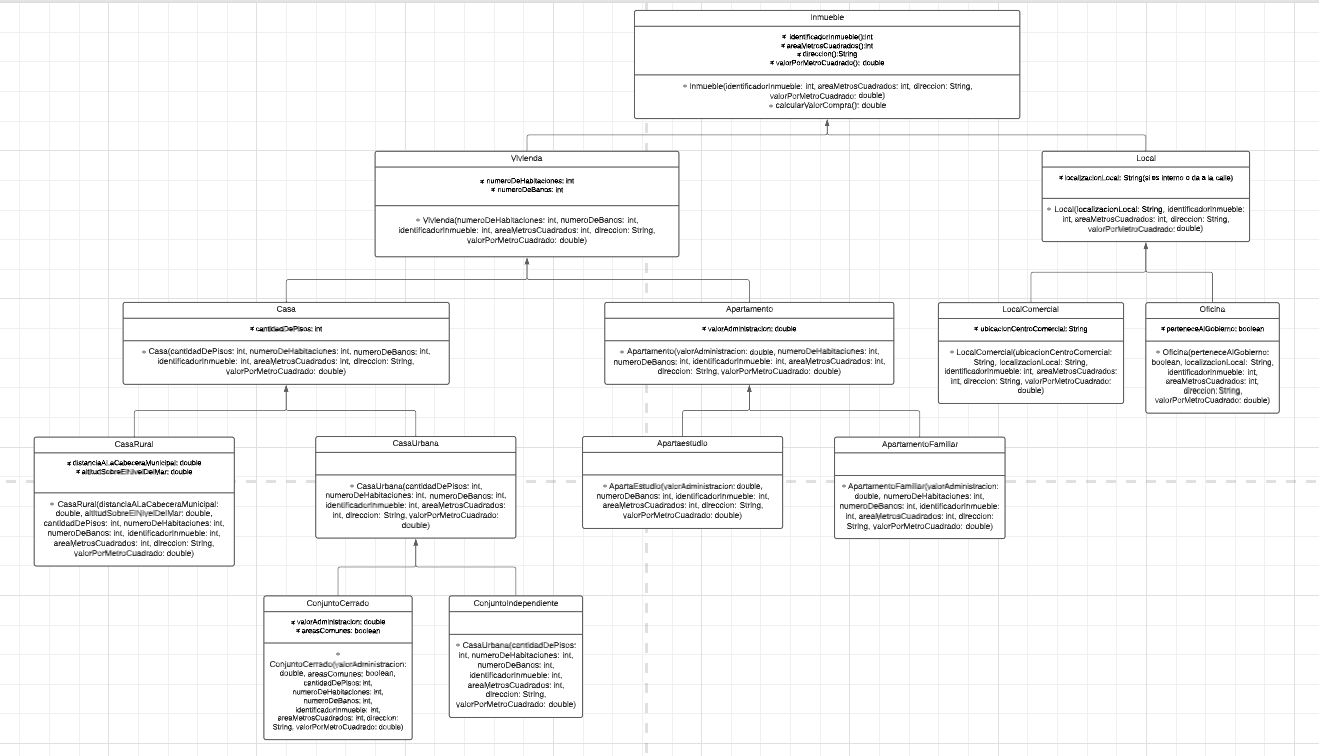 Inmueble
* identificadorInmueble():int
* areaMetrosCuadrados():int
* direccion():String
* valorPorMetroCuadrado(): double
+ Inmueble(identificadorInmueble: int, areaMetrosCuadrados: int, direccion: String,
valorPorMetroCuadrado: double)
+ calcularValorCompra(): double
Vivienda
* numeroDeHabitaciones: int
* numeroDeBanos: int
+ Vivienda(numeroDeHabitaciones: int, numeroDeBanos: int,
identificadorInmueble: int, areaMetrosCuadrados: int, direccion: String,
valorPorMetroCuadrado: double)
Local
* localizacionLocal: String(si es interno o da a la calle)
+ Local(localizacionLocal: String, identificadorInmueble:
int, areaMetrosCuadrados: int, direccion: String,
valorPorMetroCuadrado: double)
Casa
* cantidadDePisos: int
+ Casa(cantidadDePisos: int, numeroDeHabitaciones: int, numeroDeBanos: int,
identificadorInmueble: int, areaMetrosCuadrados: int, direccion: String,
valorPorMetroCuadrado: double)
Apartamento
* valorAdministracion: double
+ Apartamento(valorAdministracion: double, numeroDeHabitaciones: int,
numeroDeBanos: int, identificadorInmueble: int, areaMetrosCuadrados: int,
direccion: String, valorPorMetroCuadrado: double)
LocalComercial
* ubicacionCentroComercial: String
+ LocalComercial(ubicacionCentroComercial:
String, localizacionLocal: String,
identificadorInmueble: int, areaMetrosCuadrados:
int, direccion: String, valorPorMetroCuadrado:
double)
Oficina
* perteneceAlGobierno: boolean
+ Oficina(perteneceAlGobierno:
boolean, localizacionLocal: String,
identificadorInmueble: int,
areaMetrosCuadrados: int,
direccion: String,
valorPorMetroCuadrado: double)
CasaRural
* distanciaALaCabeceraMunicipal: double
* altitudSobreElNivelDelMar: double
+ CasaRural(distanciaALaCabeceraMunicipal:
double, altitudSobreElNivelDelMar: double,
cantidadDePisos: int, numeroDeHabitaciones: int,
numeroDeBanos: int, identificadorInmueble: int,
areaMetrosCuadrados: int, direccion: String,
valorPorMetroCuadrado: double)
CasaUrbana
+ CasaUrbana(cantidadDePisos: int,
numeroDeHabitaciones: int, numeroDeBanos: int,
identificadorInmueble: int, areaMetrosCuadrados:
int, direccion: String, valorPorMetroCuadrado:
double)
Apartaestudio
+ ApartaEstudio(valorAdministracion: double,
numeroDeHabitaciones: int,
numeroDeBanos: int, identificadorInmueble: int,
areaMetrosCuadrados: int, direccion: String,
valorPorMetroCuadrado: double)
ApartamentoFamiliar
+ ApartamentoFamiliar(valorAdministracion:
double, numeroDeHabitaciones: int,
numeroDeBanos: int, identificadorInmueble:
int, areaMetrosCuadrados: int, direccion:
String, valorPorMetroCuadrado: double)
ConjuntoCerrado
* valorAdministracion: double
* areasComunes: boolean
+
ConjuntoCerrado(valorAdministracion:
double, areasComunes: boolean,
cantidadDePisos: int,
numeroDeHabitaciones: int,
numeroDeBanos: int,
identificadorInmueble: int,
areaMetrosCuadrados: int, direccion:
String, valorPorMetroCuadrado: double)
ConjuntoIndependiente
+ CasaUrbana(cantidadDePisos:
int, numeroDeHabitaciones: int,
numeroDeBanos: int,
identificadorInmueble: int,
areaMetrosCuadrados: int,
direccion: String,
valorPorMetroCuadrado: double)